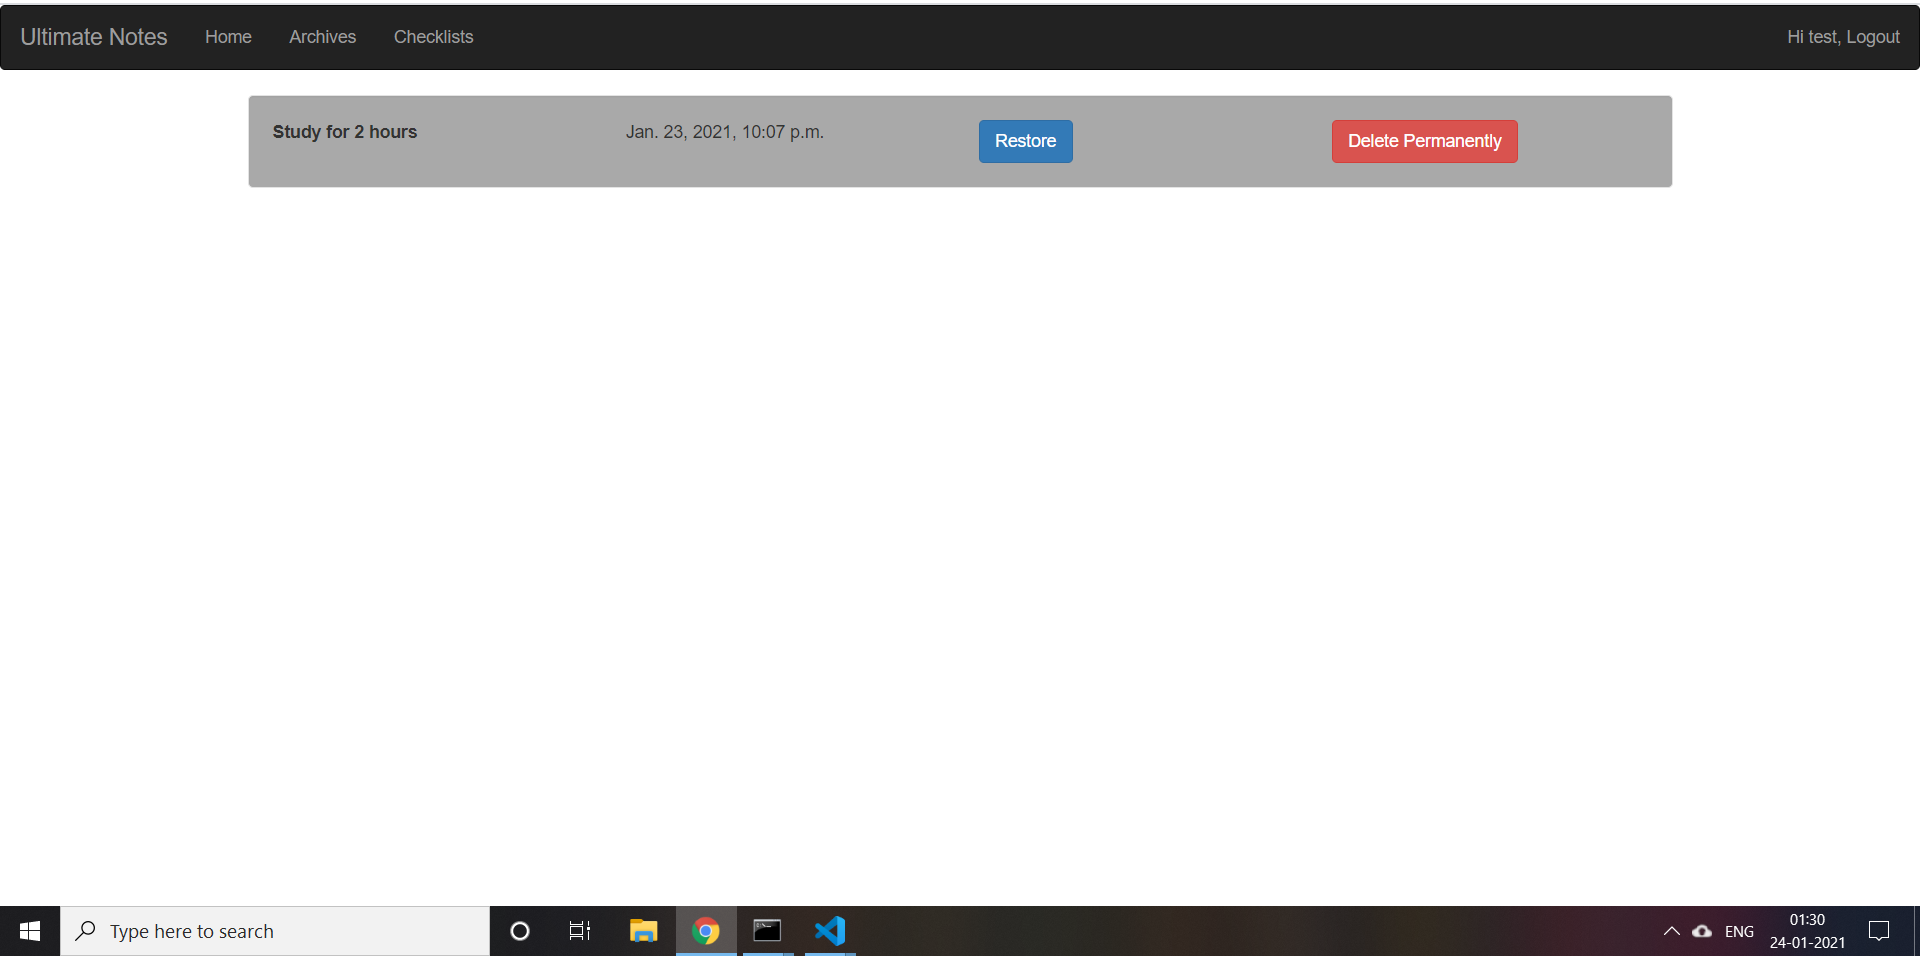 Ultimate Notes Home Archives Checklists Hi test, Logout
Study for 2 hours Jan. 23, 2021, 10:07 p.m. Restore Delete Permanently
Type here to search
ENG
01:30
24-01-2021